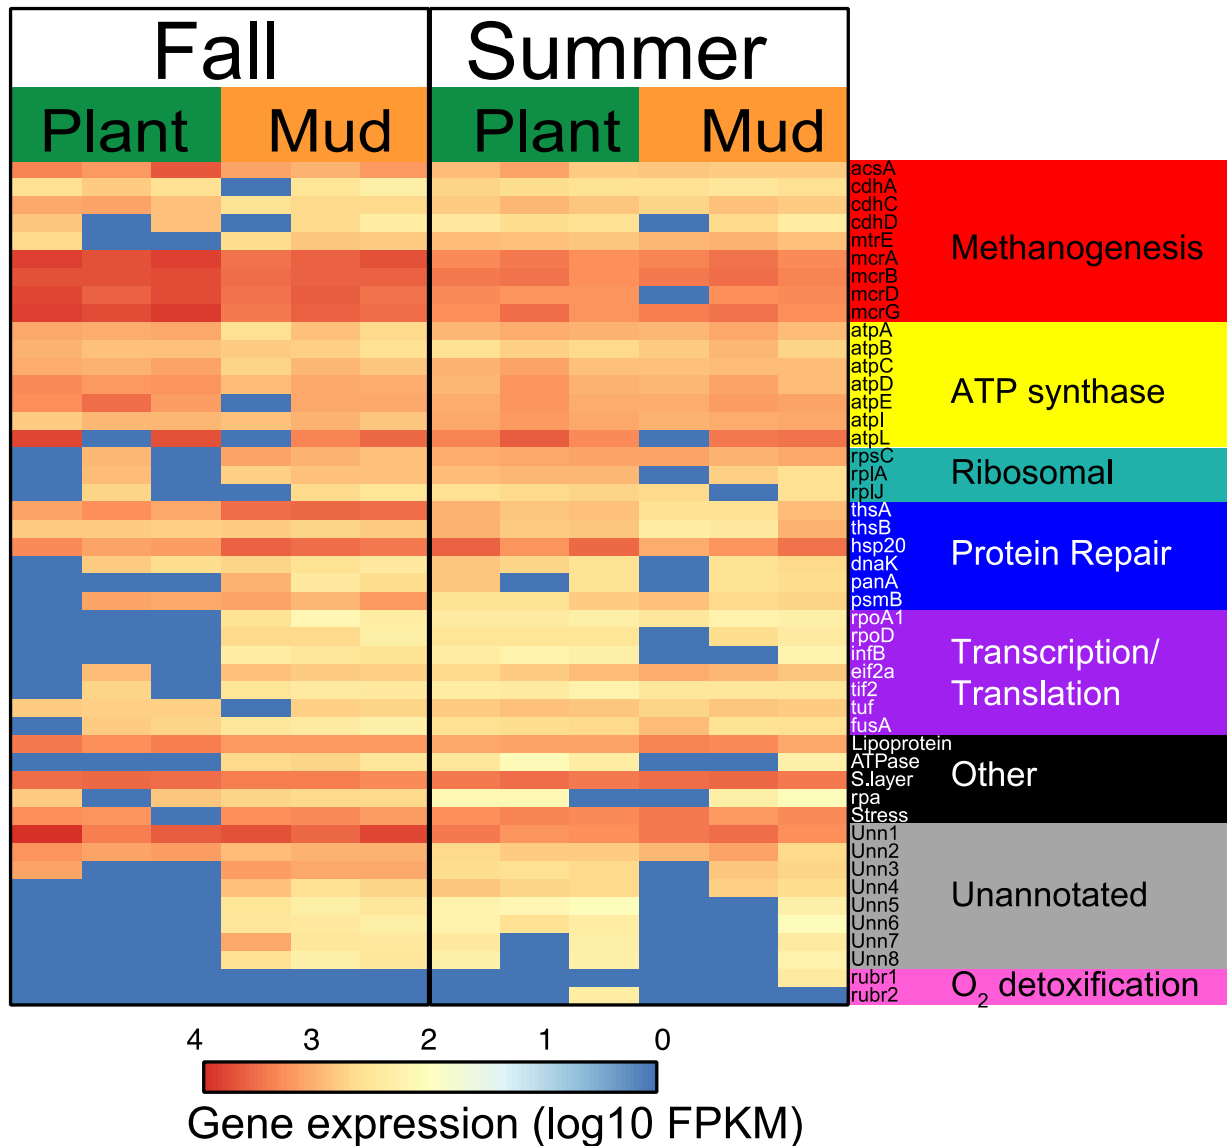 Fall Summer
Plant Mud Plant Mud
acsA
cdhA
cdhC
cdhD
mtrE
mcrA
mcrB
mcrD
mcrG
Methanogenesis
atpA
atpB
atpC
atpD
atpE
atpI
atpL
ATP synthase
rpsC
rplA
rplJ
Ribosomal
thsA
thsB
hsp20
dnaK
panA
psmB
Protein Repair
rpoA1
rpoD
infB
eif2a
tif2
tuf
fusA
Transcription/
Translation
Lipoprotein
ATPase
S.layer
rpa
Stress
Other
Unn1
Unn2
Unn3
Unn4
Unn5
Unn6
Unn7
Unn8
Unannotated
rubr1
rubr2
O2 detoxification
4 3 2 1 0
Gene expression (log10 FPKM)